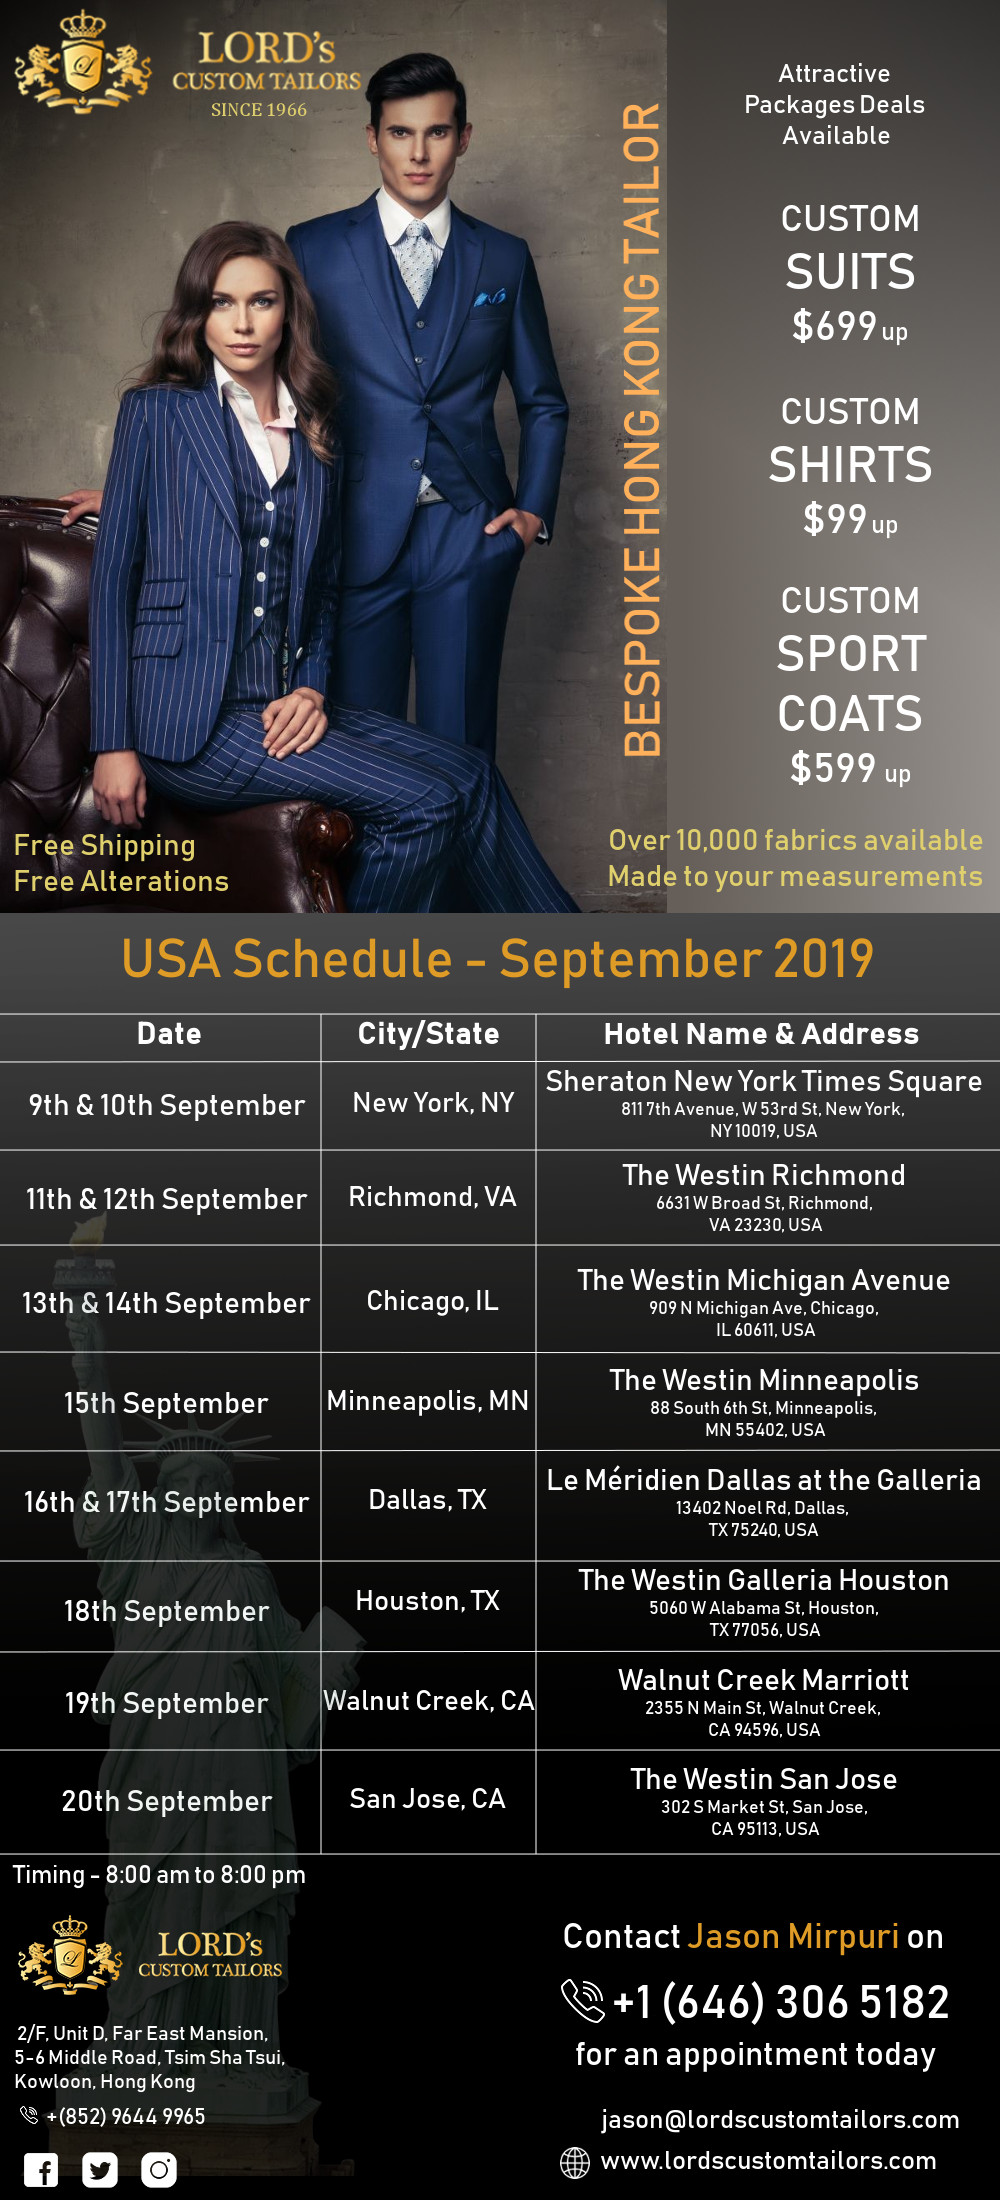 LORD's
CUSTOM TAILORS
SINCE 1966
BESPOKE HONG KONG TAILOR
Attractive
Packages Deals
Available
CUSTOM
SUITS
$699 up
CUSTOM
SHIRTS
$99 up
CUSTOM
SPORT
COATS
$599 up
Free Shipping
Free Alterations
Over 10,000 fabrics available
Made to your measurements
USA Schedule - September 2019
Date City/State Hotel Name & Address
9th & 10th September New York, NY Sheraton New York Times Square
811 7th Avenue, W 53rd St, New York,
NY 10019, USA
11th & 12th September Richmond, VA The Westin Richmond
6631 W Broad St, Richmond,
VA 23230, USA
13th & 14th September Chicago, IL The Westin Michigan Avenue
909 N Michigan Ave, Chicago,
IL 60611, USA
15th September Minneapolis, MN The Westin Minneapolis
88 South 6th St, Minneapolis,
MN 55402, USA
16th & 17th September Dallas, TX Le Méridien Dallas at the Galleria
13402 Noel Rd, Dallas,
TX 75240, USA
18th September Houston, TX The Westin Galleria Houston
5060 W Alabama St, Houston,
TX 77056, USA
19th September Walnut Creek, CA Walnut Creek Marriott
2355 N Main St, Walnut Creek,
CA 94596, USA
20th September San Jose, CA The Westin San Jose
302 S Market St, San Jose,
CA 95113, USA
Timing - 8:00 am to 8:00 pm
LORD's
CUSTOM TAILORS
2/F, Unit D, Far East Mansion,
5-6 Middle Road, Tsim Sha Tsui,
Kowloon, Hong Kong
+(852) 9644 9965
Contact Jason Mirpuri on
+1 (646) 306 5182
for an appointment today
jason@lordscustomtailors.com
www.lordscustomtailors.com